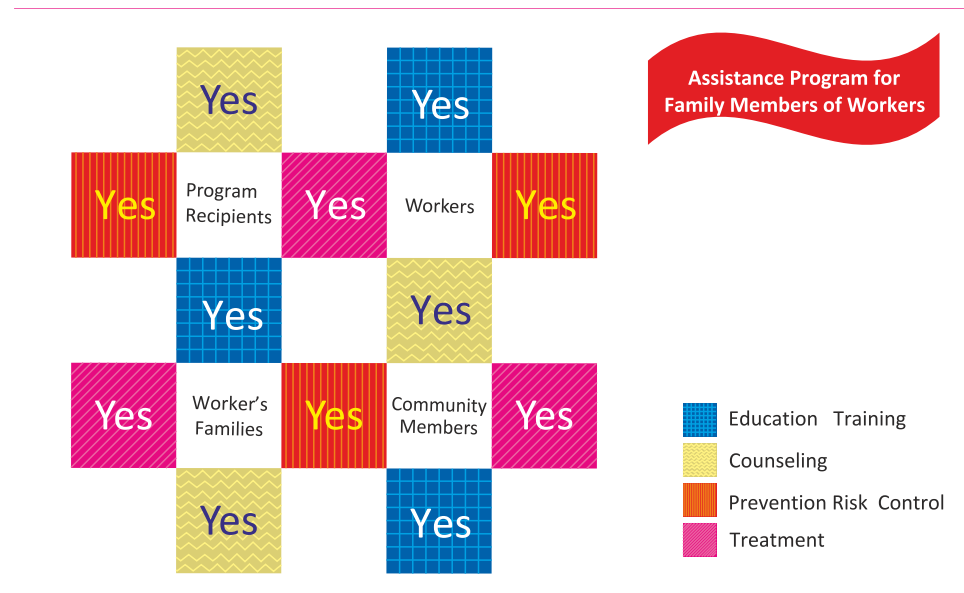 Assistance Program for
Family Members of Workers
Yes
Yes
Yes
Program
Recipients
Yes
Workers
Yes
Yes
Yes
Yes
Worker's
Families
Yes
Community
Members
Yes
Yes
Yes
Education Training
Counseling
Prevention Risk Control
Treatment